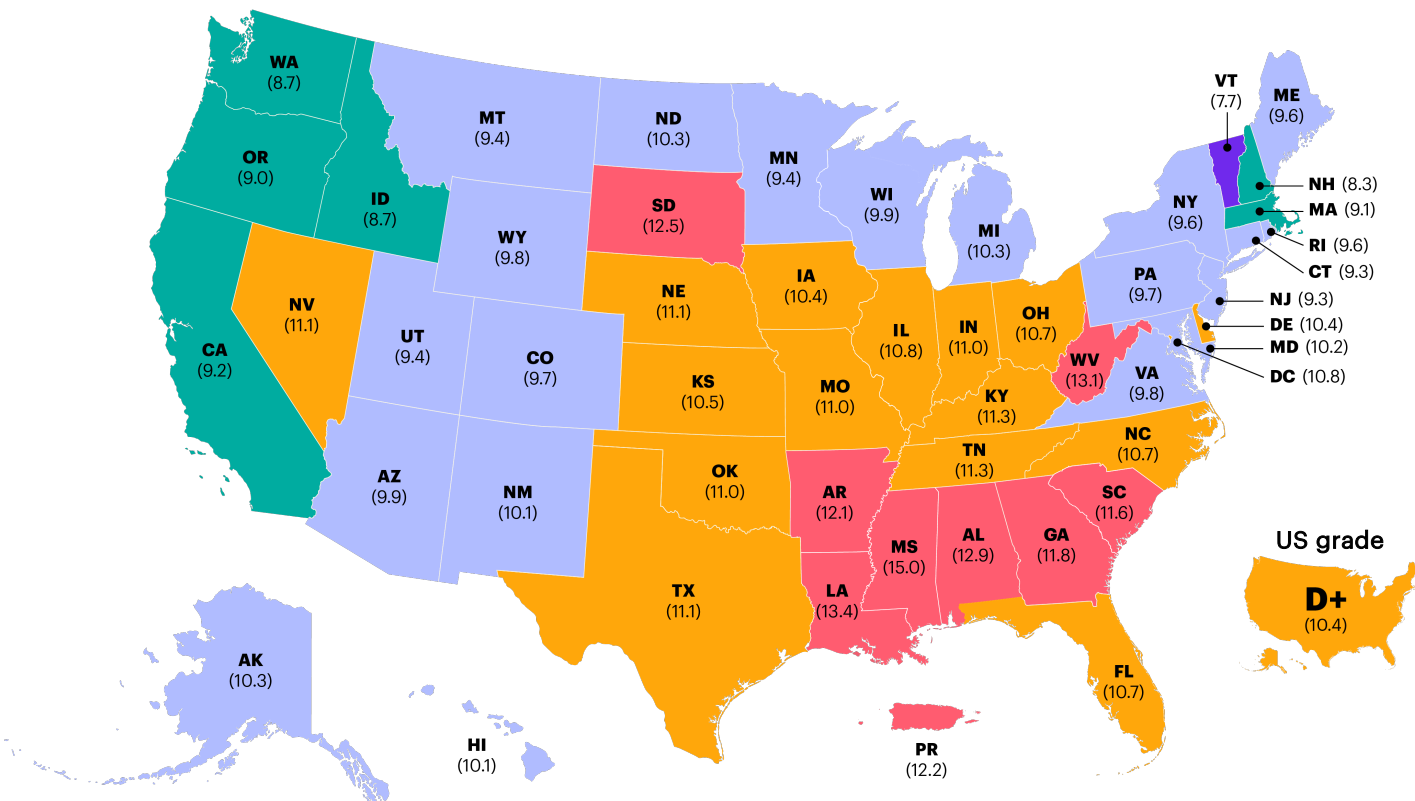 WA
(8.7)
OR
(9.0)
ID
(8.7)
MT
(9.4)
ND
(10.3)
MN
(9.4)
SD
(12.5)
WI
(9.9)
MI
(10.3)
WY
(9.8)
NV
(11.1)
UT
(9.4)
CO
(9.7)
CA
(9.2)
NE
(11.1)
IA
(10.4)
IL
(10.8)
IN
(11.0)
OH
(10.7)
KS
(10.5)
MO
(11.0)
KY
(11.3)
WV
(13.1)
VA
(9.8)
PA
(9.7)
NY
(9.6)
VT
(7.7)
ME
(9.6)
NH (8.3)
MA (9.1)
RI (9.6)
CT (9.3)
NJ (9.3)
DE (10.4)
MD (10.2)
DC (10.8)
AZ
(9.9)
NM
(10.1)
OK
(11.0)
AR
(12.1)
TN
(11.3)
NC
(10.7)
SC
(11.6)
MS
(15.0)
AL
(12.9)
GA
(11.8)
TX
(11.1)
LA
(13.4)
FL
(10.7)
AK
(10.3)
HI
(10.1)
PR
(12.2)
US grade
D+
(10.4)